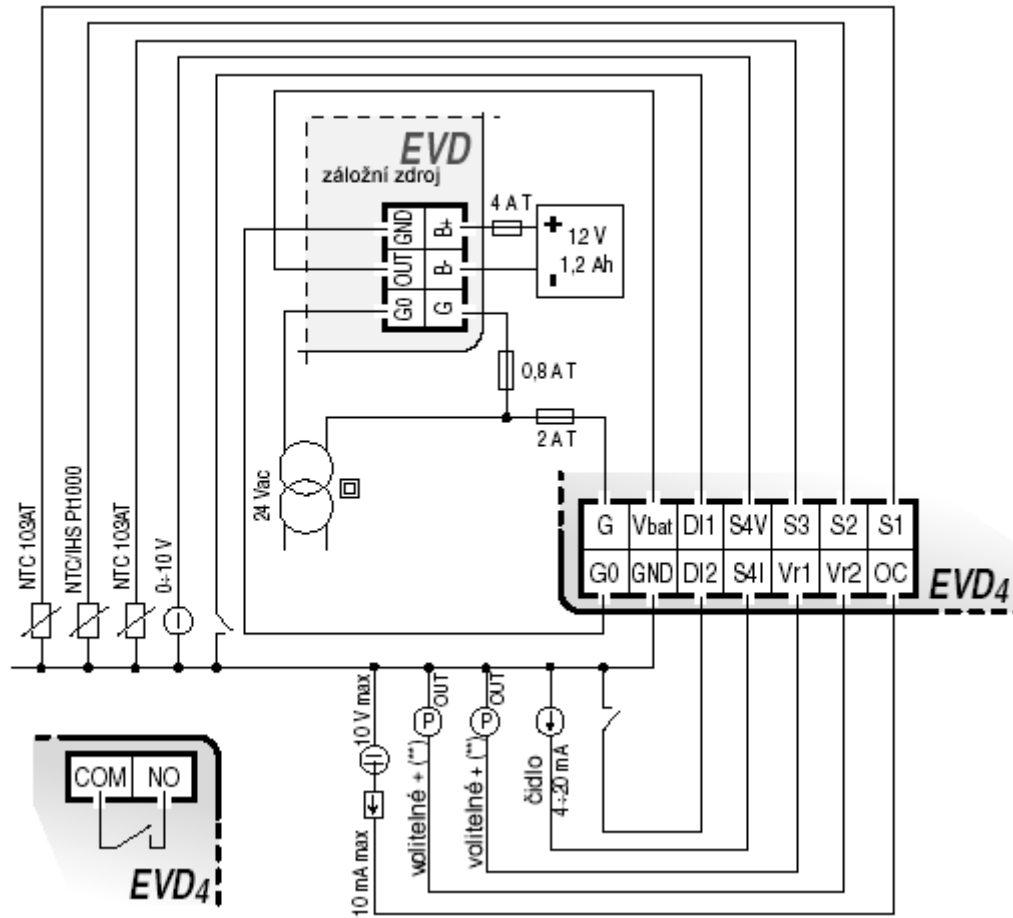 EVD
záložní zdroj
GND B+
OUT B-
G0 G
4 A T
+ 12 V
1,2 Ah
-
0,8 A T
2 A T
24 Vac
NTC 103AT
NTC/IHS Pt1000
NTC 103AT
0÷10 V
G Vbat DI1 S4V S3 S2 S1
G0 GND DI2 S4I Vr1 Vr2 OC
EVD4
10 V max
10 mA max
P OUT
volitelné + (**)
P OUT
volitelné + (**)
čidlo
4÷20 mA
COM NO
EVD4